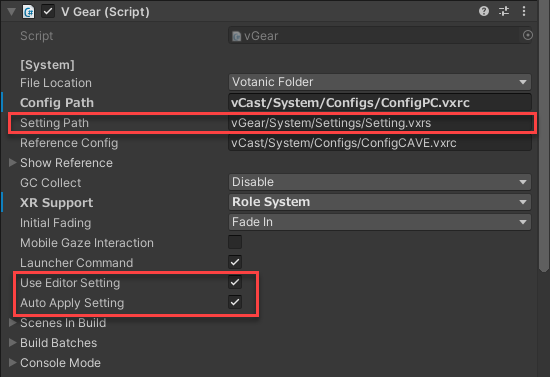 V Gear (Script)
Script vGear
[System]
File Location Votanic Folder
Config Path vCast/System/Configs/ConfigPC.vxrc
Setting Path vGear/System/Settings/Setting.vxrs
Reference Config vCast/System/Configs/ConfigCAVE.vxrc
Show Reference
GC Collect Disable
XR Support Role System
Initial Fading Fade In
Mobile Gaze Interaction
Launcher Command
Use Editor Setting
Auto Apply Setting
Scenes In Build
Build Batches
Console Mode